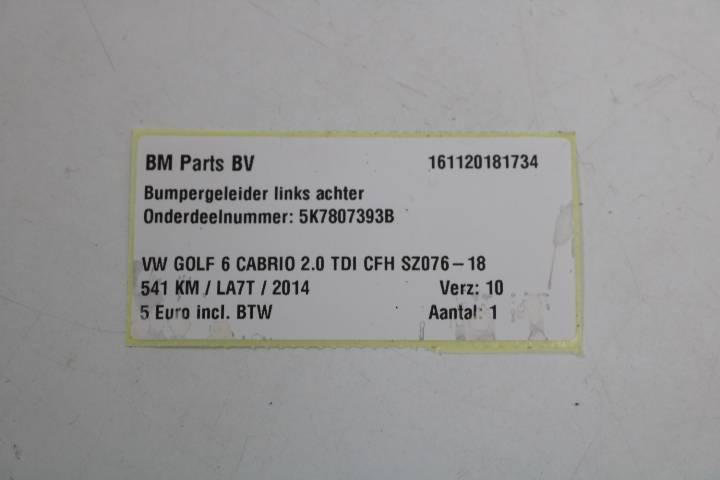 BM Parts BV 161120181734
Bumpergeleider links achter
Onderdeelnummer: 5K7807393B
VW GOLF 6 CABRIO 2.0 TDI CFH SZ076-18
541 KM / LA7T / 2014 Verz: 10
5 Euro incl. BTW Aantal: 1